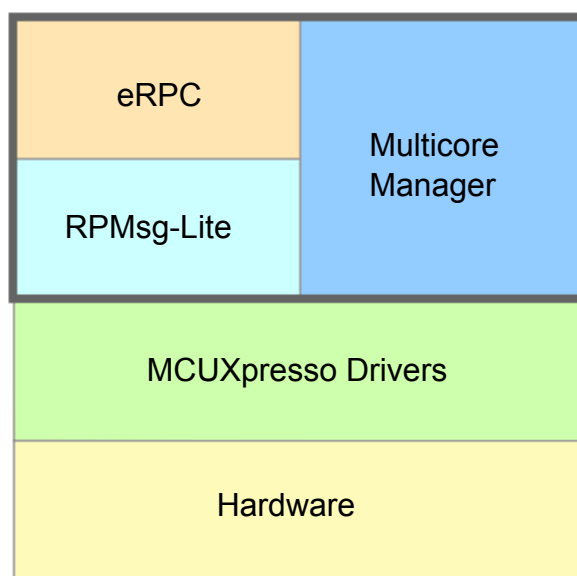 eRPC
Multicore
Manager
RPMsg-Lite
MCUXpresso Drivers
Hardware